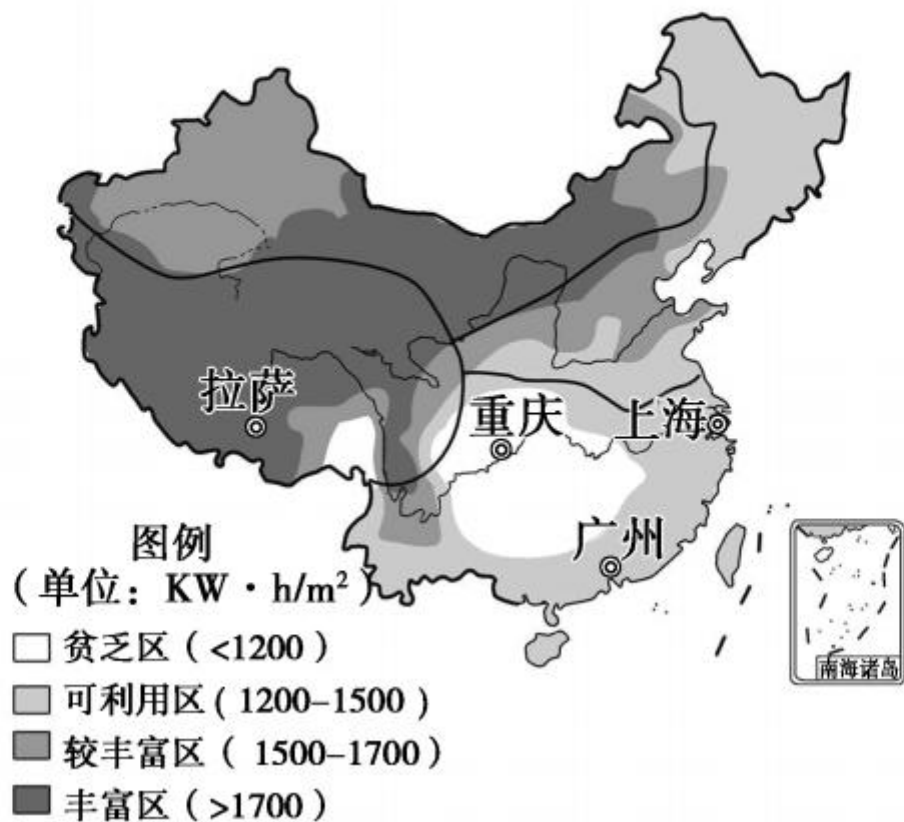 拉萨
重庆
上海
广州
图例
（单位：KW·h/m²）
贫乏区（<1200）
可利用区（1200-1500）
较丰富区（ 1500-1700）
丰富区（>1700）
南海诸岛